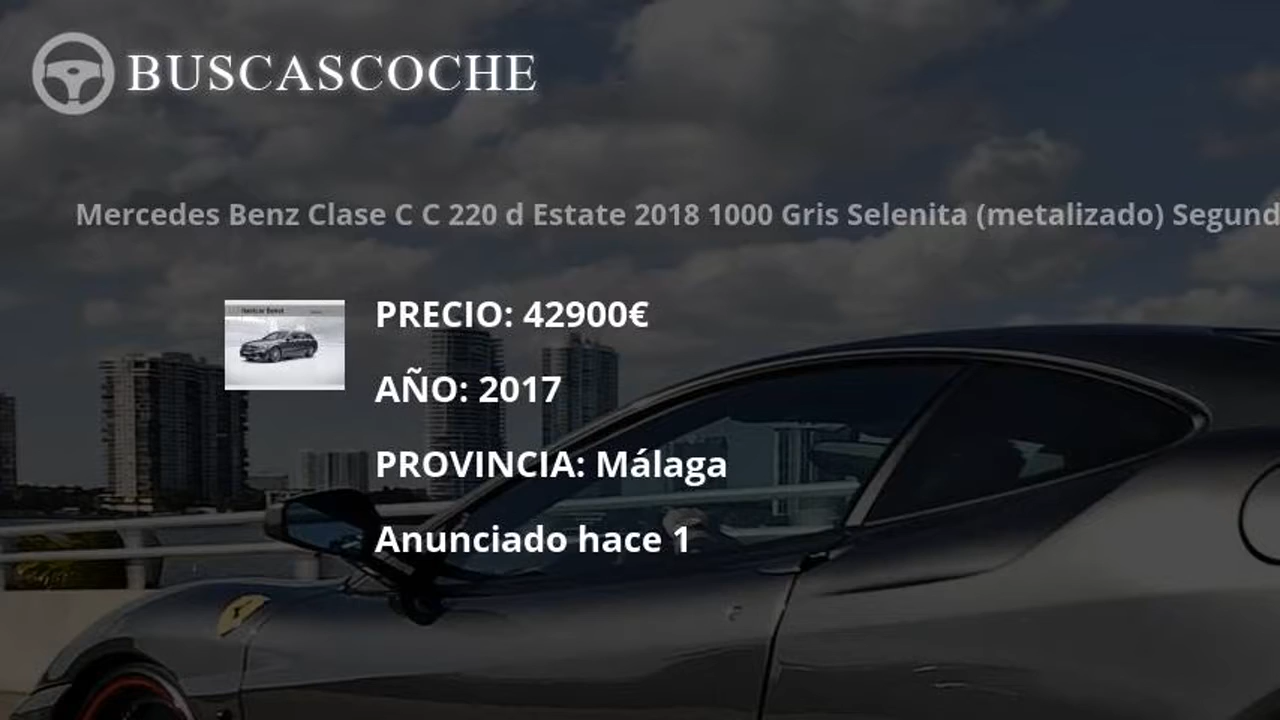 BUSCASCOCHE
Mercedes Benz Clase C C 220 d Estate 2018 1000 Gris Selenita (metalizado) Segund
PRECIO: 42900€
AÑO: 2017
PROVINCIA: Málaga
Anunciado hace 1